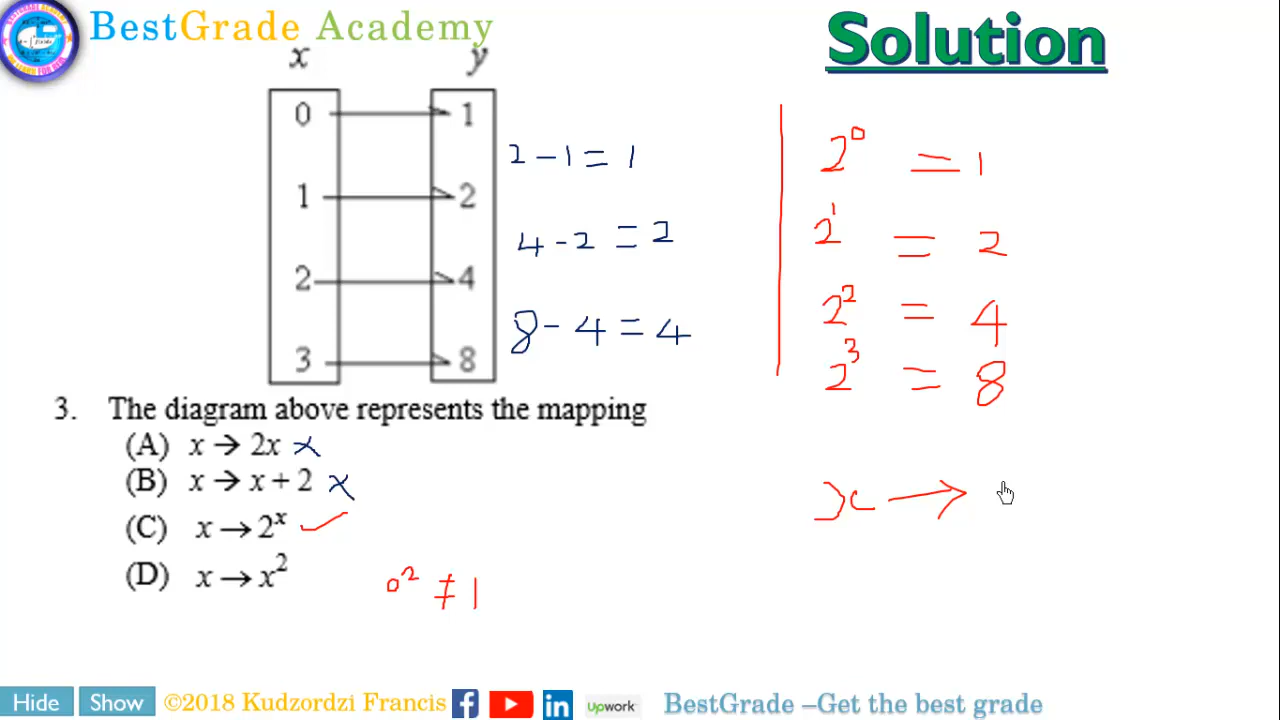 BestGrade Academy
Solution
x y
0 1
1 2
2 4
3 8
2 - 1 = 1
4 - 2 = 2
8 - 4 = 4
2⁰ = 1
2¹ = 2
2² = 4
2³ = 8
3. The diagram above represents the mapping
(A) x → 2x ×
(B) x → x + 2 ×
(C) x → 2ˣ ✓
(D) x → x²
0² ≠ 1
x →
Hide Show ©2018 Kudzordzi Francis f in upwork BestGrade –Get the best grade